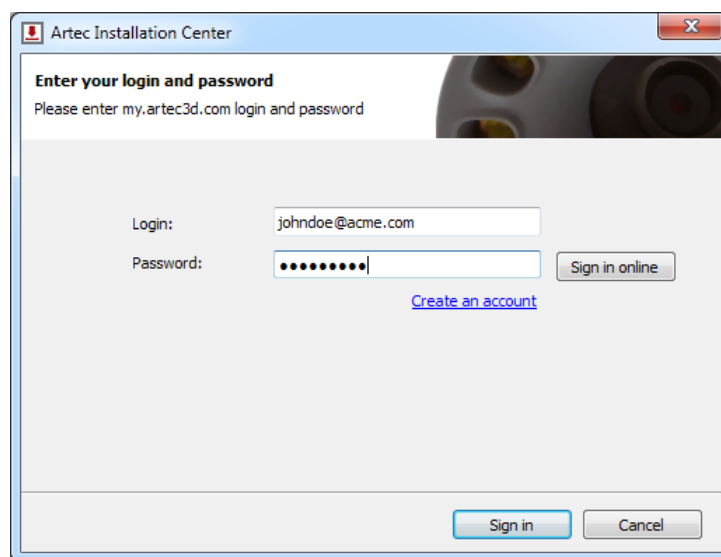 Artec Installation Center
Enter your login and password
Please enter my.artec3d.com login and password
Login: johndoe@acme.com
Password: ●●●●●●●●● Sign in online
Create an account
Sign in Cancel